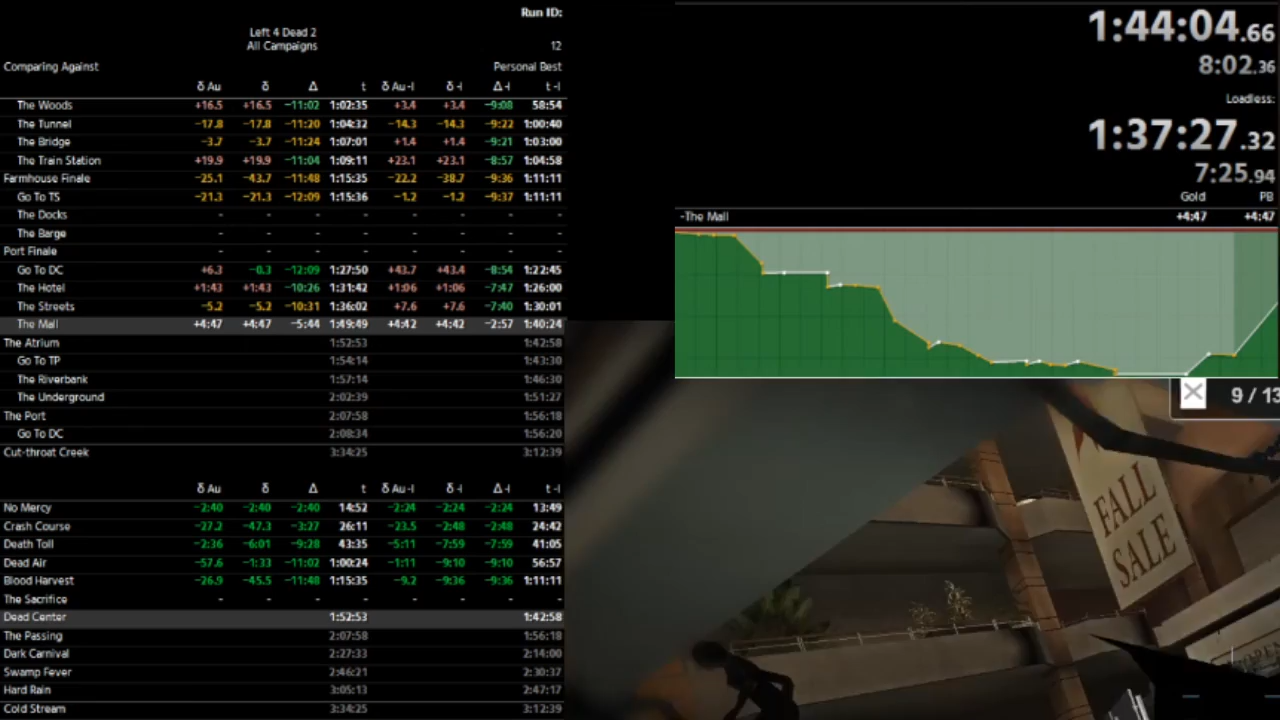 Run ID:
Left 4 Dead 2
All Campaigns
12
Comparing Against Personal Best
δ Au δ Δ t δ Au -l δ -l Δ -l t -l
The Woods +16.5 +16.5 −11:02 1:02:35 +3.4 +3.4 −9:08 58:54
The Tunnel −17.8 −17.8 −11:20 1:04:32 −14.3 −14.3 −9:22 1:00:40
The Bridge −3.7 −3.7 −11:24 1:07:01 +1.4 +1.4 −9:21 1:03:00
The Train Station +19.9 +19.9 −11:04 1:09:11 +23.1 +23.1 −8:57 1:04:58
Farmhouse Finale −25.1 −43.7 −11:48 1:15:35 −22.2 −38.7 −9:36 1:11:11
Go To TS −21.3 −21.3 −12:09 1:15:36 −1.2 −1.2 −9:37 1:11:11
The Docks - - - - - - - -
The Barge - - - - - - - -
Port Finale - - - - - - - -
Go To DC +6.3 −0.3 −12:09 1:27:50 +43.7 +43.4 −8:54 1:22:45
The Hotel +1:43 +1:43 −10:26 1:31:42 +1:06 +1:06 −7:47 1:26:00
The Streets −5.2 −5.2 −10:31 1:36:02 +7.6 +7.6 −7:40 1:30:01
The Mall +4:47 +4:47 −5:44 1:49:49 +4:42 +4:42 −2:57 1:40:24
The Atrium 1:52:53 1:42:58
Go To TP 1:54:14 1:43:30
The Riverbank 1:57:14 1:46:30
The Underground 2:02:39 1:51:27
The Port 2:07:58 1:56:18
Go To DC 2:08:34 1:56:20
Cut-throat Creek 3:34:25 3:12:39
δ Au δ Δ t δ Au -l δ -l Δ -l t -l
No Mercy −2:40 −2:40 −2:40 14:52 −2:24 −2:24 −2:24 13:49
Crash Course −27.2 −47.3 −3:27 26:11 −23.5 −2:48 −2:48 24:42
Death Toll −2:36 −6:01 −9:28 43:35 −5:11 −7:59 −7:59 41:05
Dead Air −57.6 −1:33 −11:02 1:00:24 −1:11 −9:10 −9:10 56:57
Blood Harvest −26.9 −45.5 −11:48 1:15:35 −9.2 −9:36 −9:36 1:11:11
The Sacrifice - - - - - - - -
Dead Center 1:52:53 1:42:58
The Passing 2:07:58 1:56:18
Dark Carnival 2:27:33 2:14:00
Swamp Fever 2:46:21 2:30:37
Hard Rain 3:05:13 2:47:17
Cold Stream 3:34:25 3:12:39
1:44:04.66
8:02.36
Loadless:
1:37:27.32
7:25.94
Gold PB
-The Mall +4:47 +4:47
9 / 13
FALL
SALE